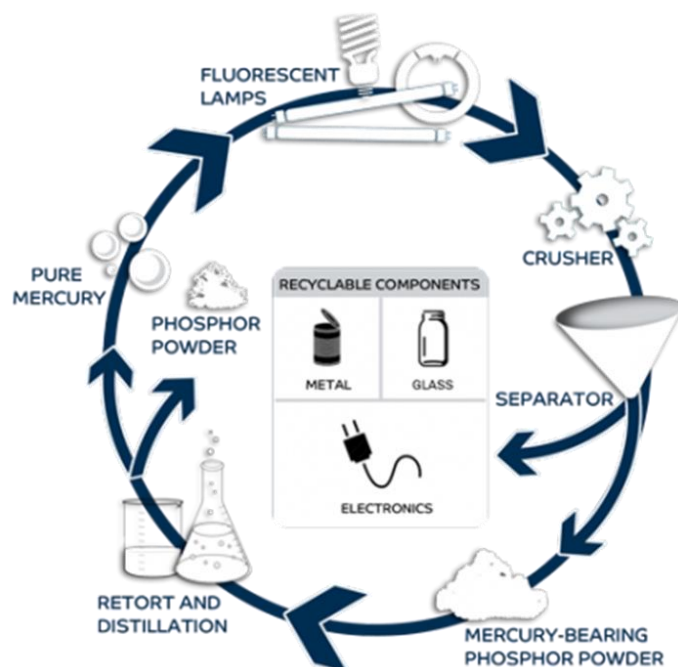 FLUORESCENT
LAMPS
CRUSHER
SEPARATOR
MERCURY-BEARING
PHOSPHOR POWDER
RETORT AND
DISTILLATION
PHOSPHOR
POWDER
PURE
MERCURY
RECYCLABLE COMPONENTS
METAL
GLASS
ELECTRONICS